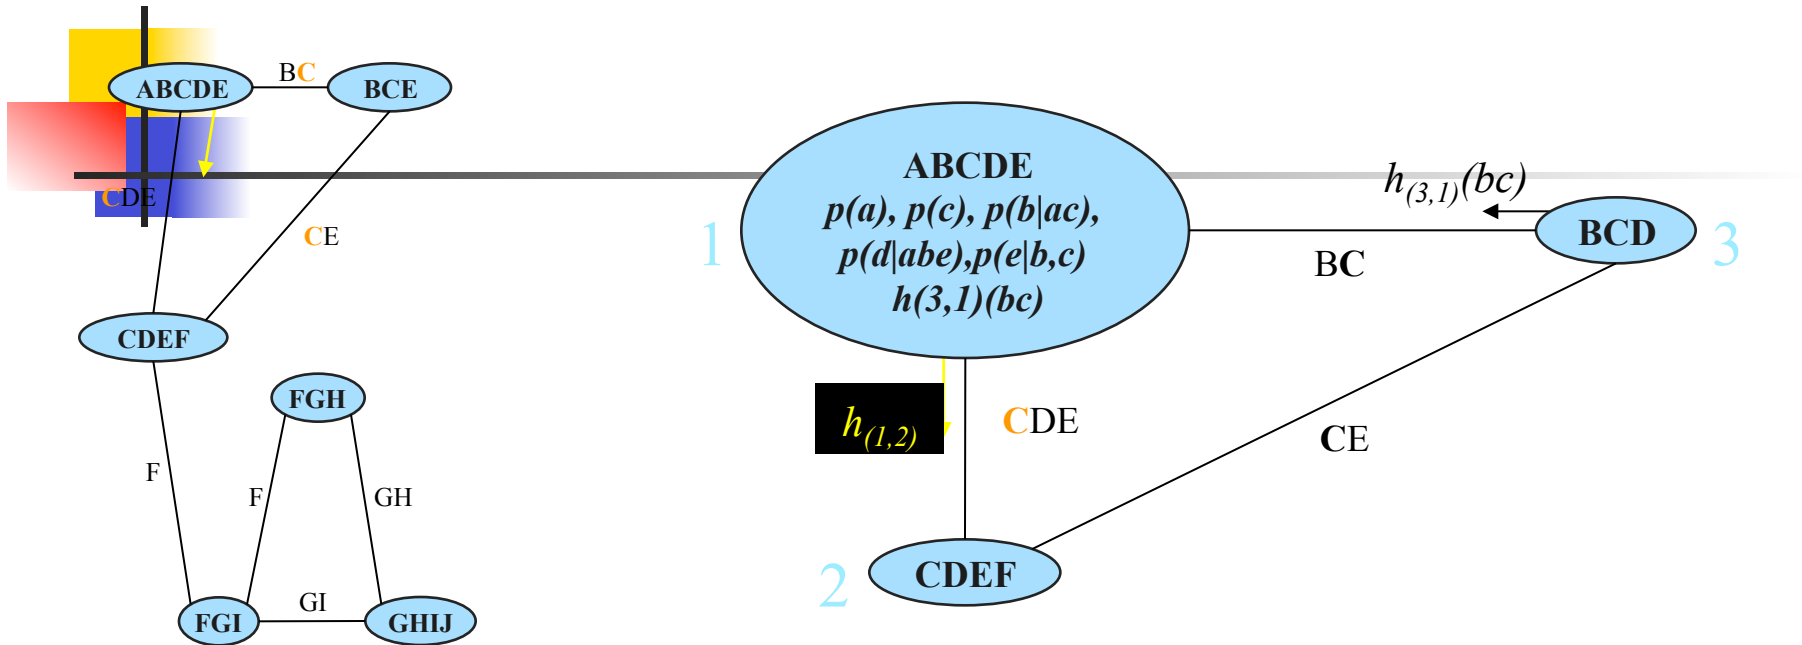 ABCDE
BC
BCE
CDE
CE
CDEF
FGH
F
F
GH
FGI
GI
GHIJ
1
ABCDE
p(a), p(c), p(b|ac),
p(d|abe),p(e|b,c)
h(3,1)(bc)
h(3,1)(bc)
BCD
3
BC
h(1,2)
CDE
CE
2
CDEF